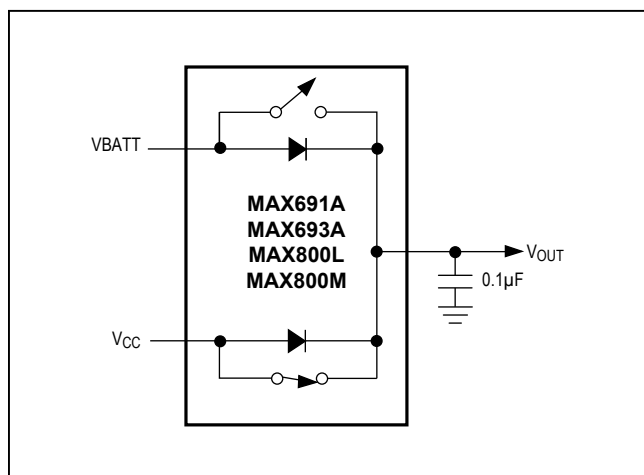 VBATT
MAX691A
MAX693A
MAX800L
MAX800M
VOUT
0.1µF
VCC